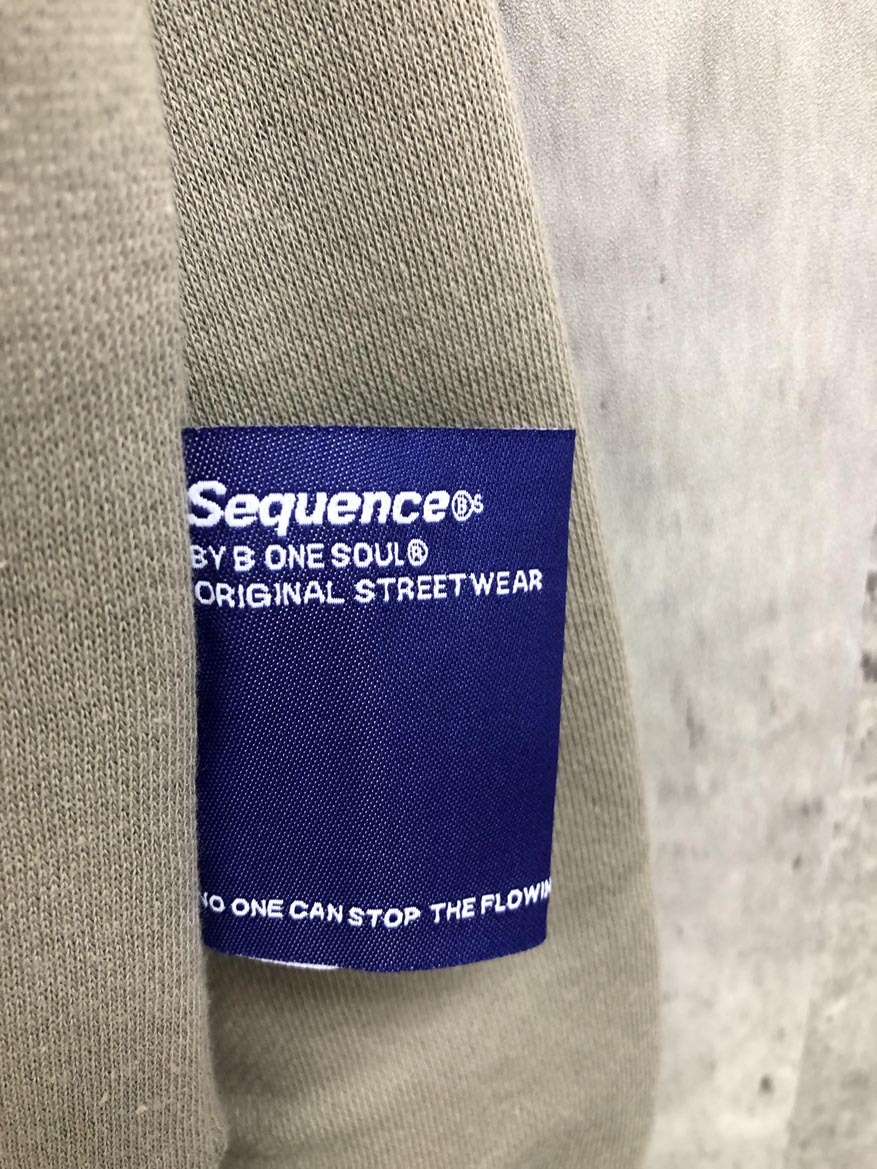 Sequence®s
BY B ONE SOUL®
ORIGINAL STREETWEAR
NO ONE CAN STOP THE FLOWIN